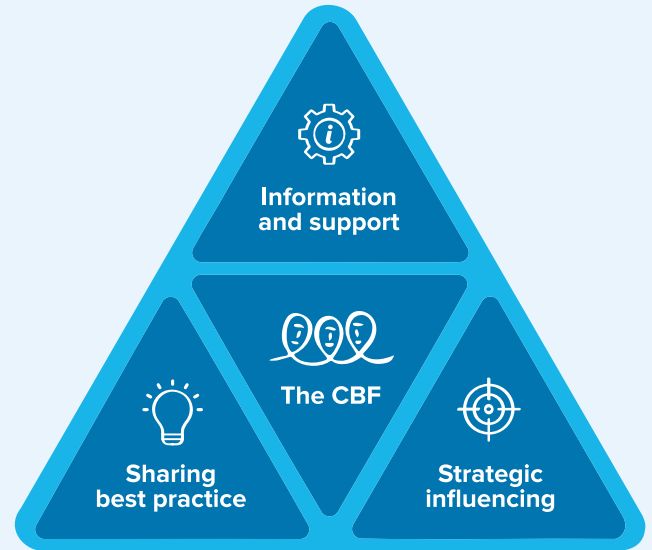 Information
and support
The CBF
Sharing
best practice
Strategic
influencing